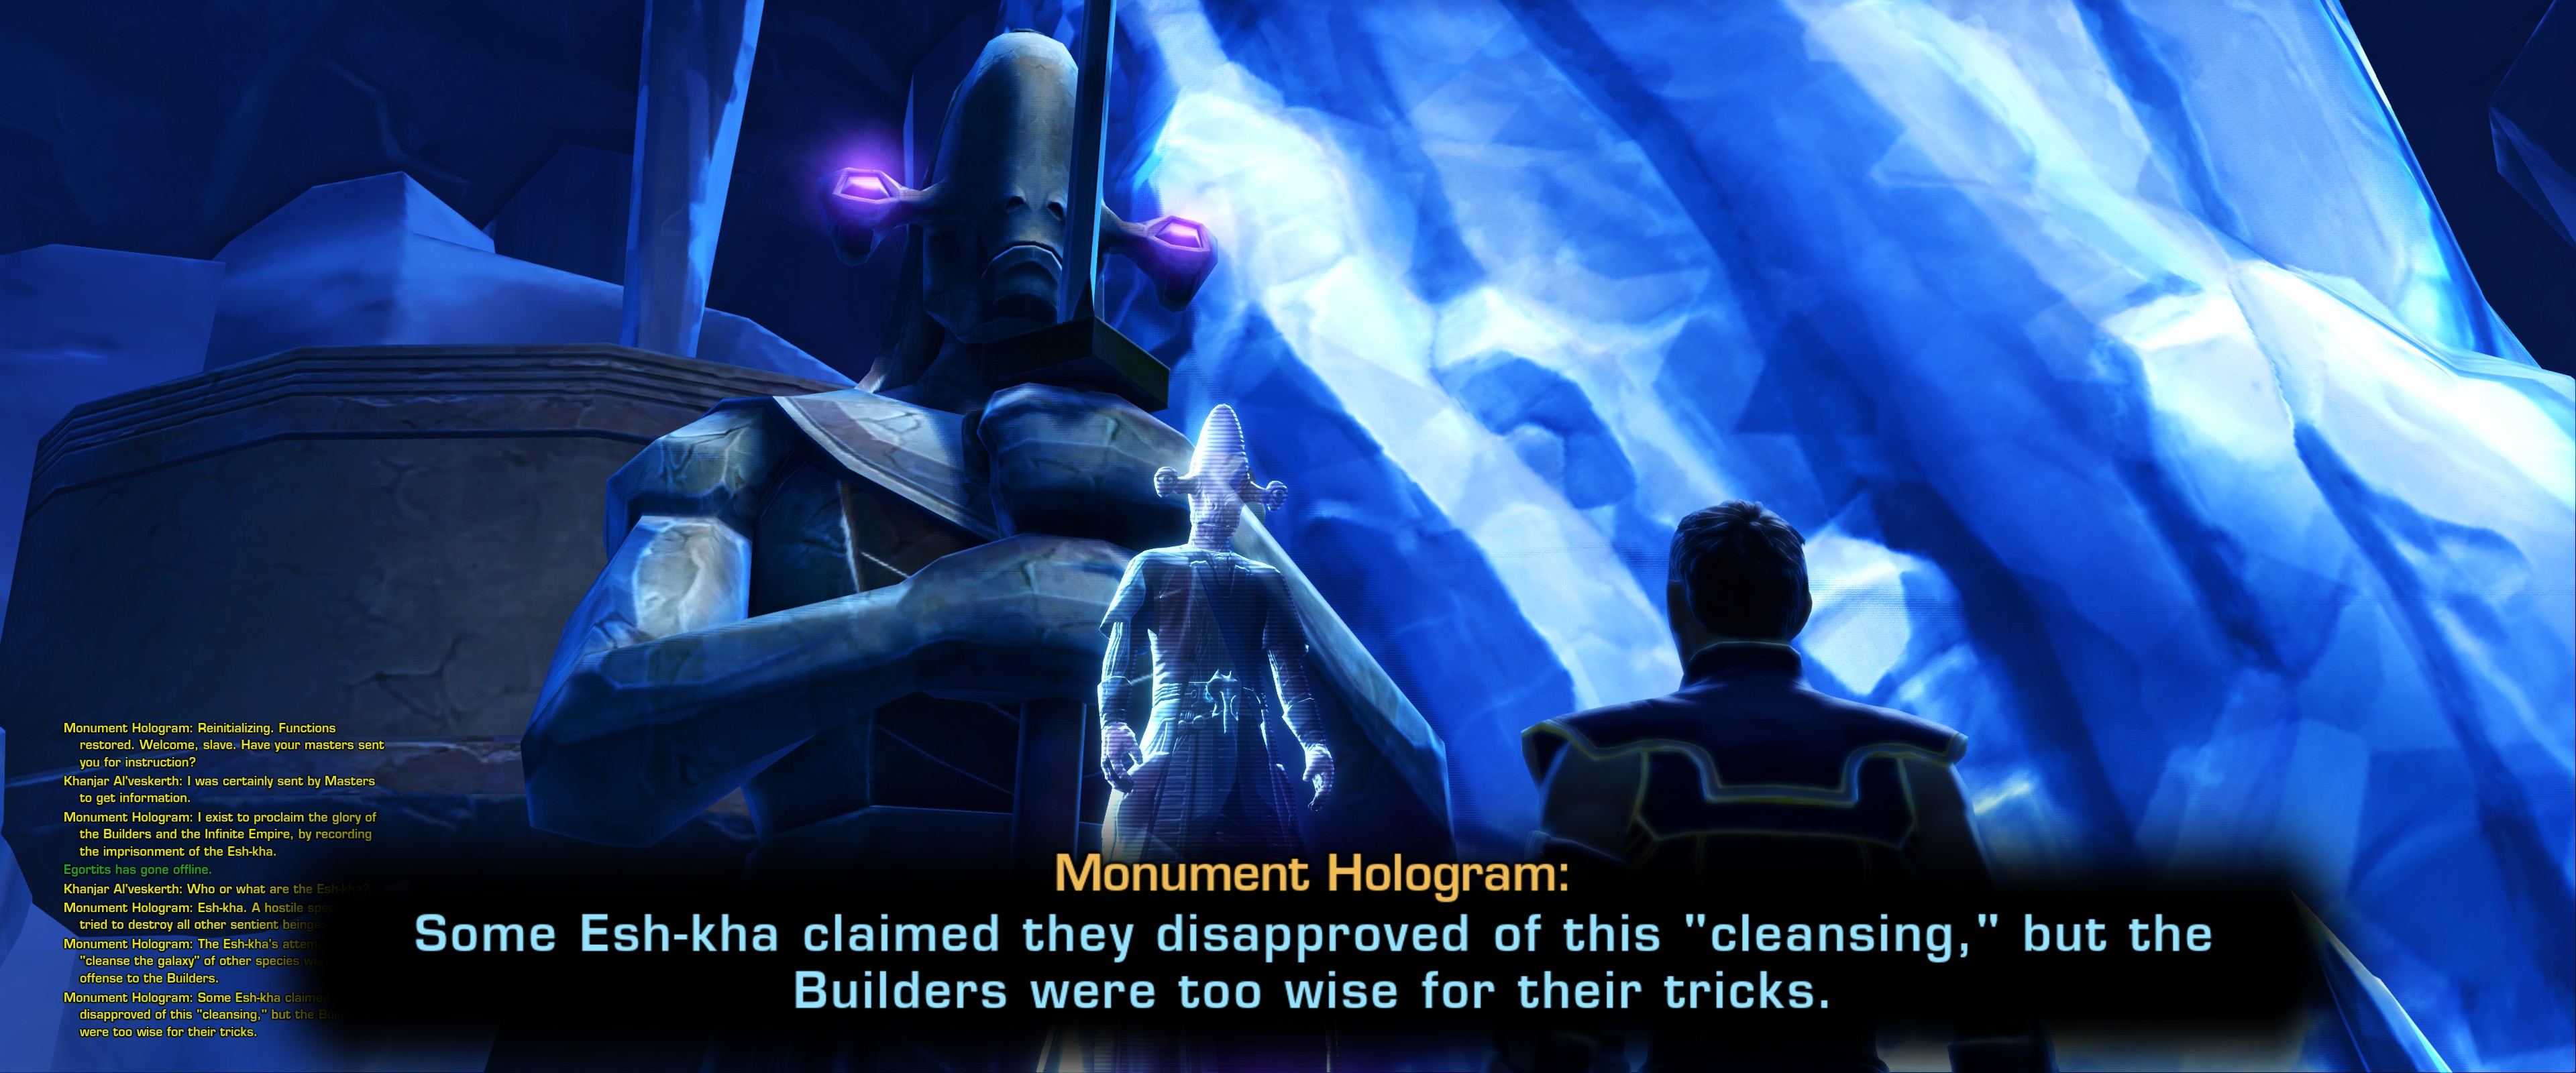 Monument Hologram: Reinitializing. Functions
restored. Welcome, slave. Have your masters sent
you for instruction?
Khanjar Al'veskerth: I was certainly sent by Masters
to get information.
Monument Hologram: I exist to proclaim the glory of
the Builders and the Infinite Empire, by recording
the imprisonment of the Esh-kha.
Egortits has gone offline.
Khanjar Al'veskerth: Who or what are the Esh-kha?
Monument Hologram: Esh-kha. A hostile
tried to destroy all other sentient
Monument Hologram: The Esh-kha's
"cleanse the galaxy" of other species
offense to the Builders.
Monument Hologram: Some Esh-kha claimed
disapproved of this "cleansing," but the
were too wise for their tricks.
Monument Hologram:
Some Esh-kha claimed they disapproved of this "cleansing," but the
Builders were too wise for their tricks.